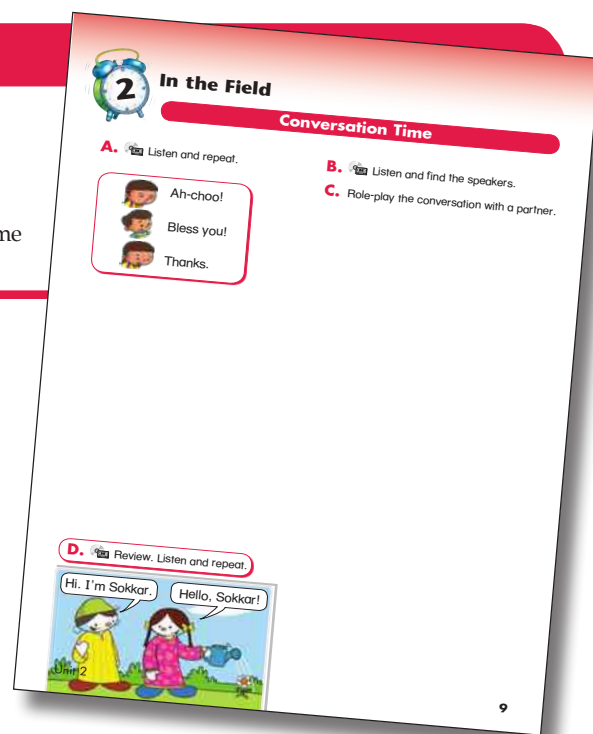 me
2
In the Field
Conversation Time
A. Listen and repeat.
Ah-choo!
Bless you!
Thanks.
B. Listen and find the speakers.
C. Role-play the conversation with a partner.
D. Review. Listen and repeat.
Hi. I'm Sokkar.
Hello, Sokkar!
Unit 2
9